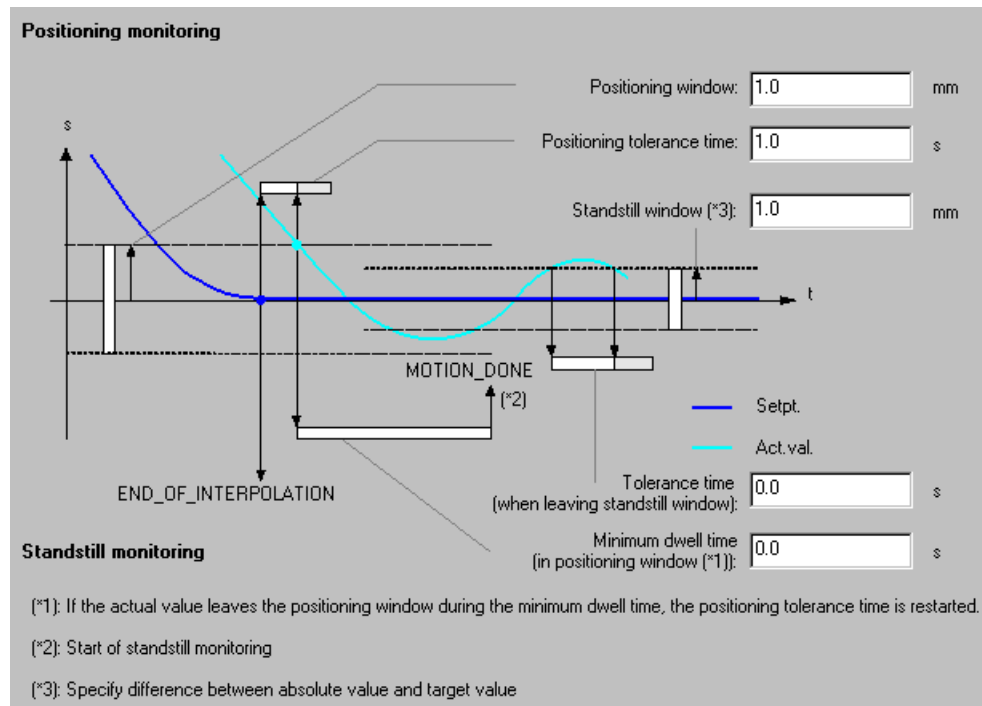 Positioning monitoring
Positioning window: 1.0 mm
s
Positioning tolerance time: 1.0 s
Standstill window (*3): 1.0 mm
t
MOTION_DONE
(*2)
Setpt.
Act.val.
END_OF_INTERPOLATION
Tolerance time
(when leaving standstill window): 0.0 s
Standstill monitoring
Minimum dwell time
(in positioning window (*1)): 0.0 s
(*1): If the actual value leaves the positioning window during the minimum dwell time, the positioning tolerance time is restarted.
(*2): Start of standstill monitoring
(*3): Specify difference between absolute value and target value